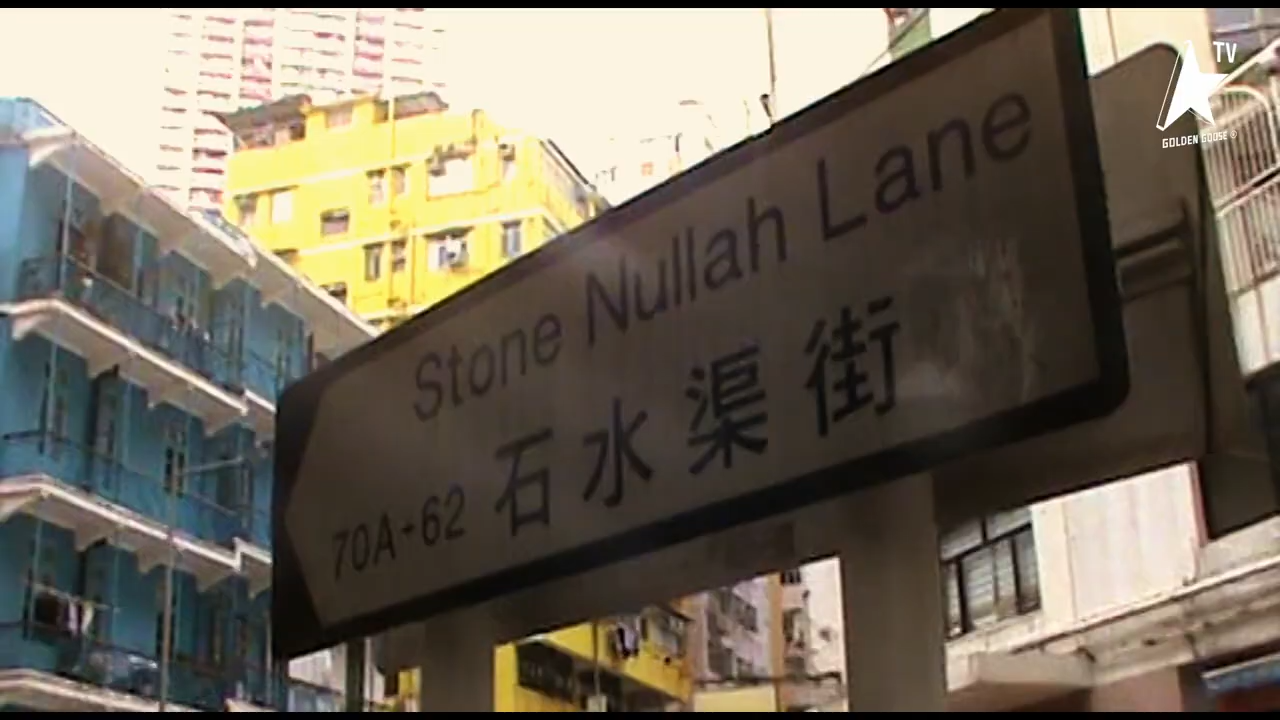 TV
GOLDEN GOOSE ®
Stone Nullah Lane
石水渠街
70A-62